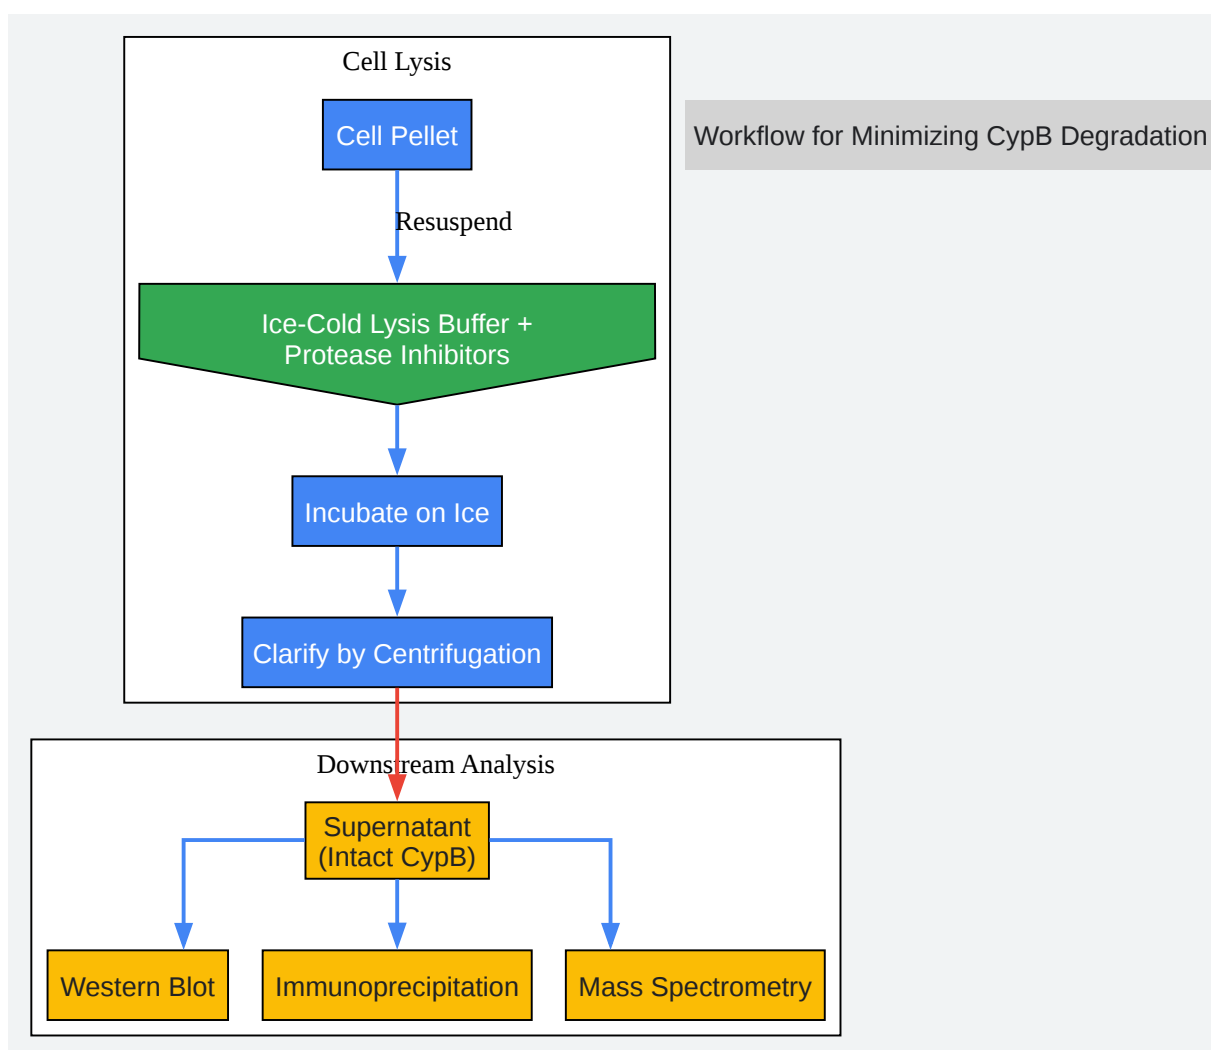 Cell Lysis
Cell Pellet
Workflow for Minimizing CypB Degradation
Resuspend
Ice-Cold Lysis Buffer +
Protease Inhibitors
Incubate on Ice
Clarify by Centrifugation
Downstream Analysis
Supernatant
(Intact CypB)
Western Blot
Immunoprecipitation
Mass Spectrometry